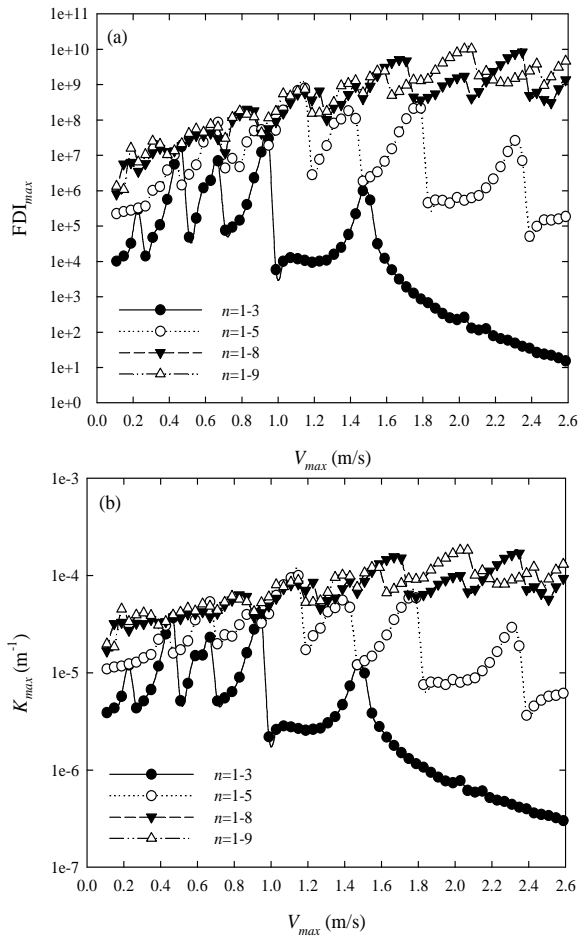 (a)
FDImax
1e+11
1e+10
1e+9
1e+8
1e+7
1e+6
1e+5
1e+4
1e+3
1e+2
1e+1
1e+0
n=1-3
n=1-5
n=1-8
n=1-9
0.0 0.2 0.4 0.6 0.8 1.0 1.2 1.4 1.6 1.8 2.0 2.2 2.4 2.6
Vmax (m/s)
(b)
Kmax (m-1)
1e-3
1e-4
1e-5
1e-6
1e-7
n=1-3
n=1-5
n=1-8
n=1-9
0.0 0.2 0.4 0.6 0.8 1.0 1.2 1.4 1.6 1.8 2.0 2.2 2.4 2.6
Vmax (m/s)